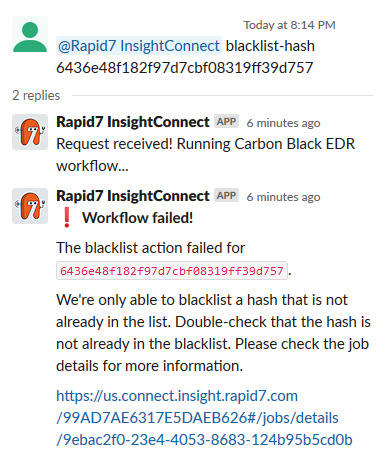 Today at 8:14 PM
@Rapid7 InsightConnect blacklist-hash
6436e48f182f97d7cbf08319ff39d757
2 replies
Rapid7 InsightConnect APP 6 minutes ago
Request received! Running Carbon Black EDR
workflow...
Rapid7 InsightConnect APP 6 minutes ago
❗ Workflow failed!
The blacklist action failed for
6436e48f182f97d7cbf08319ff39d757.
We're only able to blacklist a hash that is not
already in the list. Double-check that the hash is
not already in the blacklist. Please check the job
details for more information.
https://us.connect.insight.rapid7.com
/99AD7AE6317E5DAEB626#/jobs/details
/9ebac2f0-23e4-4053-8683-124b95b5cd0b